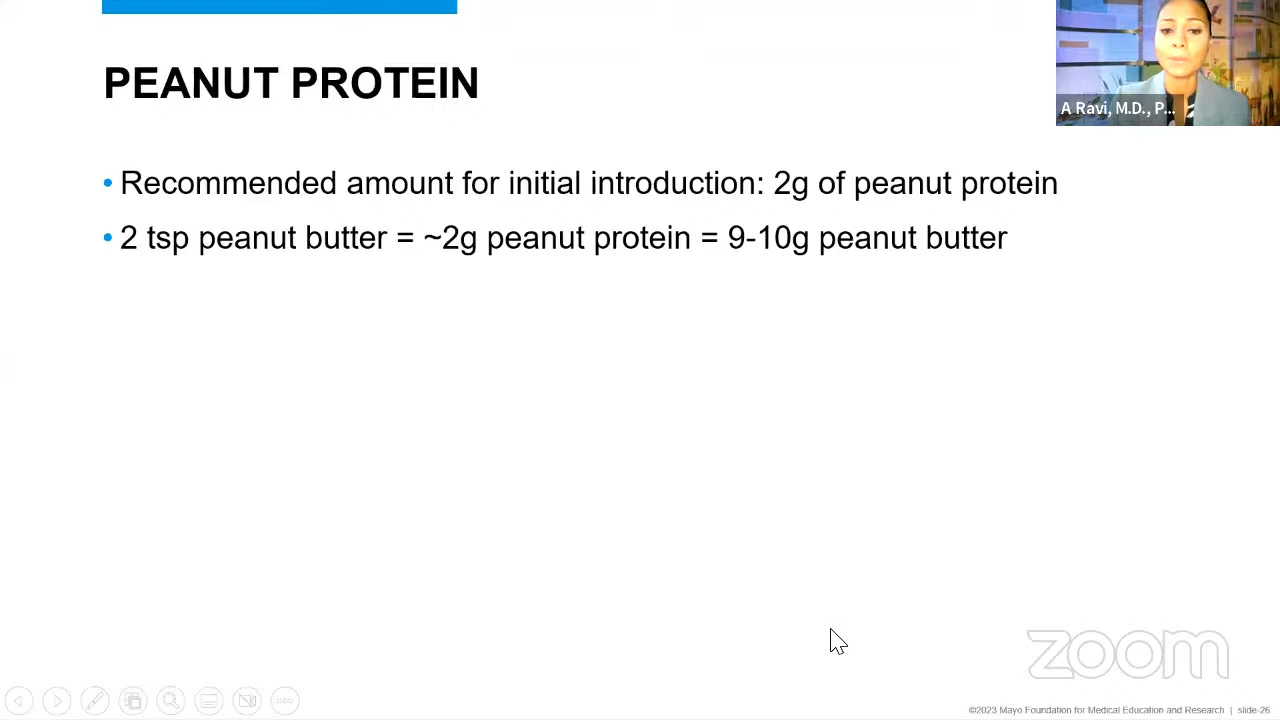 PEANUT PROTEIN
A Ravi, M.D., P...
• Recommended amount for initial introduction: 2g of peanut protein
• 2 tsp peanut butter = ~2g peanut protein = 9-10g peanut butter
zoom
©2023 Mayo Foundation for Medical Education and Research | slide-26